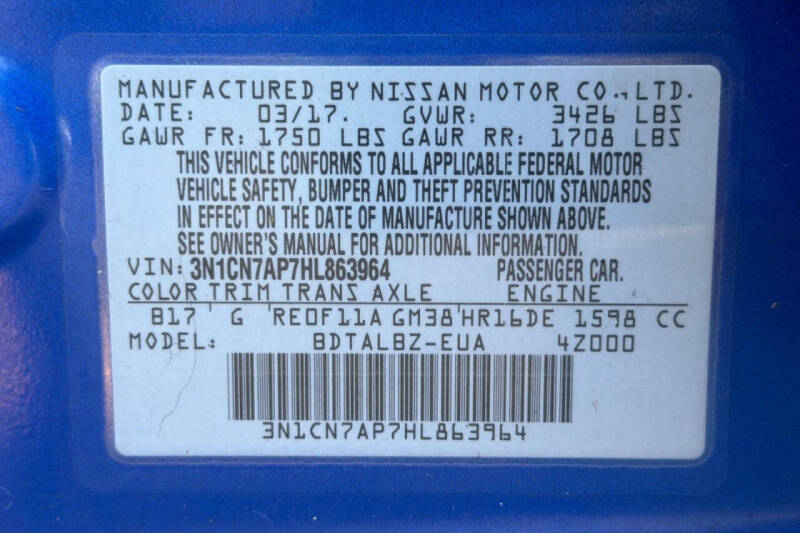 MANUFACTURED BY NISSAN MOTOR CO., LTD.
DATE: 03/17. GVWR: 3426 LBS
GAWR FR: 1750 LBS GAWR RR: 1708 LBS
THIS VEHICLE CONFORMS TO ALL APPLICABLE FEDERAL MOTOR
VEHICLE SAFETY, BUMPER AND THEFT PREVENTION STANDARDS
IN EFFECT ON THE DATE OF MANUFACTURE SHOWN ABOVE.
SEE OWNER'S MANUAL FOR ADDITIONAL INFORMATION.
VIN: 3N1CN7AP7HL863964 PASSENGER CAR.
COLOR TRIM TRANS AXLE ENGINE
B17 G RE0F11A GM38 HR16DE 1598 CC
MODEL: BDTALBZ-EUA 4Z000
3N1CN7AP7HL863964